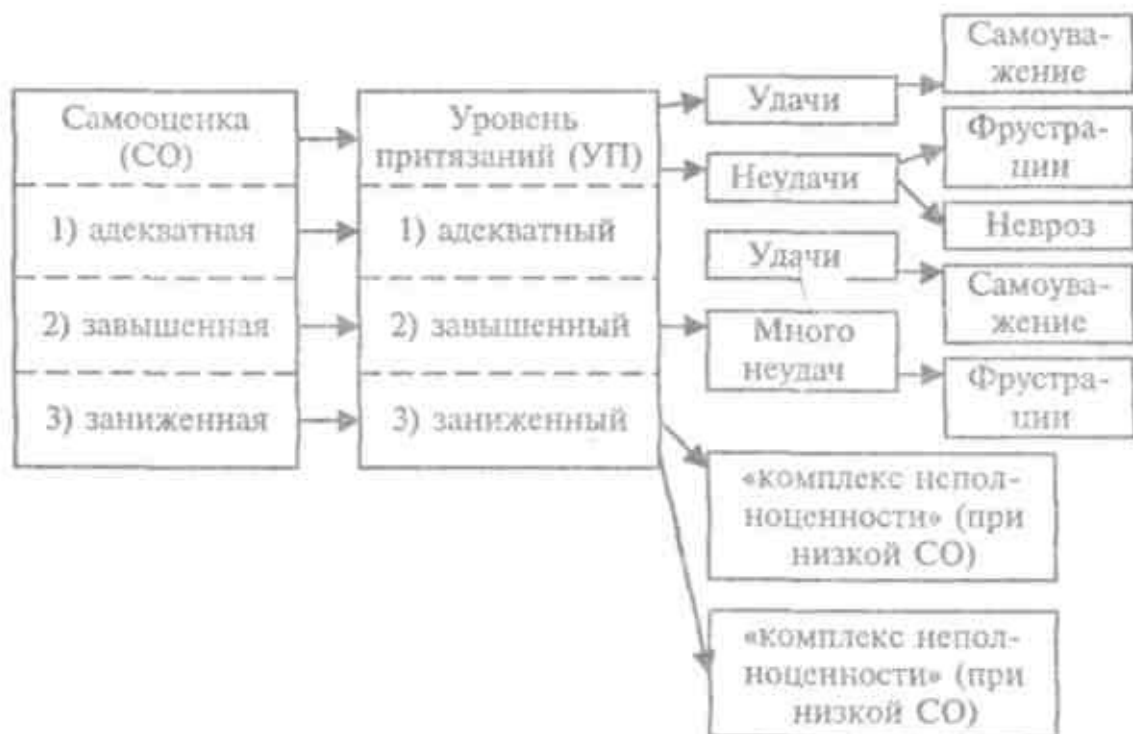 Самооценка
(СО)
1) адекватная
2) завышенная
3) заниженная
Уровень
притязаний (УП)
1) адекватный
2) завышенный
3) заниженный
Удачи
Неудачи
Удачи
Много
неудач
«комплекс непол-
ноценности» (при
низкой СО)
«комплекс непол-
ноценности» (при
низкой СО)
Самоува-
жение
Фрустра-
ции
Невроз
Самоува-
жение
Фрустра-
ции